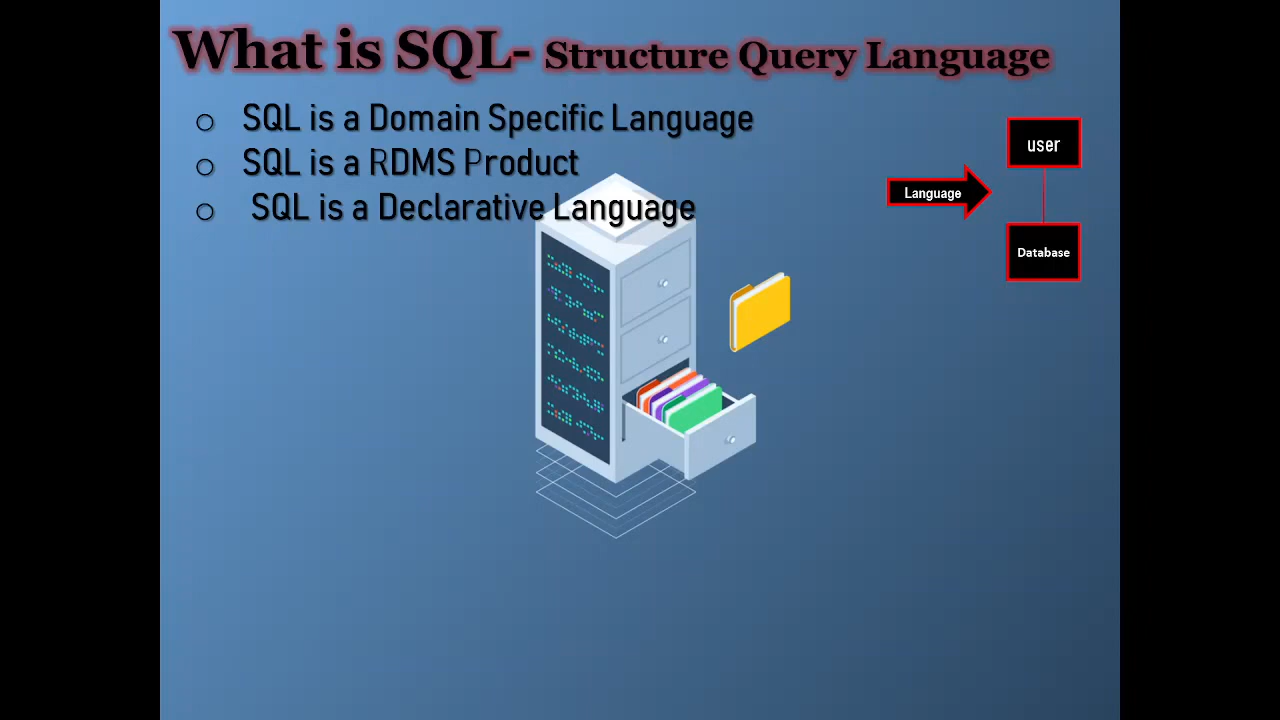 What is SQL- Structure Query Language
o SQL is a Domain Specific Language
o SQL is a RDMS Product
o SQL is a Declarative Language
user
Language
Database